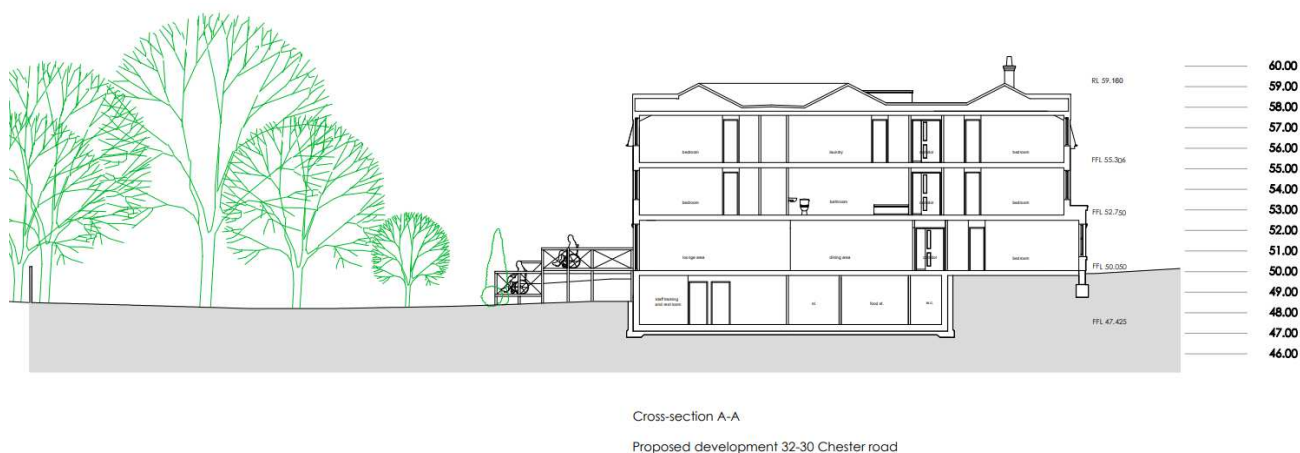 60.00
RL 59.180
59.00
58.00
57.00
bedroom laundry bedroom
56.00
FFL 55.306
55.00
54.00
bedroom bathroom bedroom
53.00
FFL 52.750
52.00
51.00
lounge area dining area bedroom
FFL 50.050
50.00
49.00
staff training
and rest room
st. food st. w.c
48.00
FFL 47.425
47.00
46.00
Cross-section A-A
Proposed development 32-30 Chester road